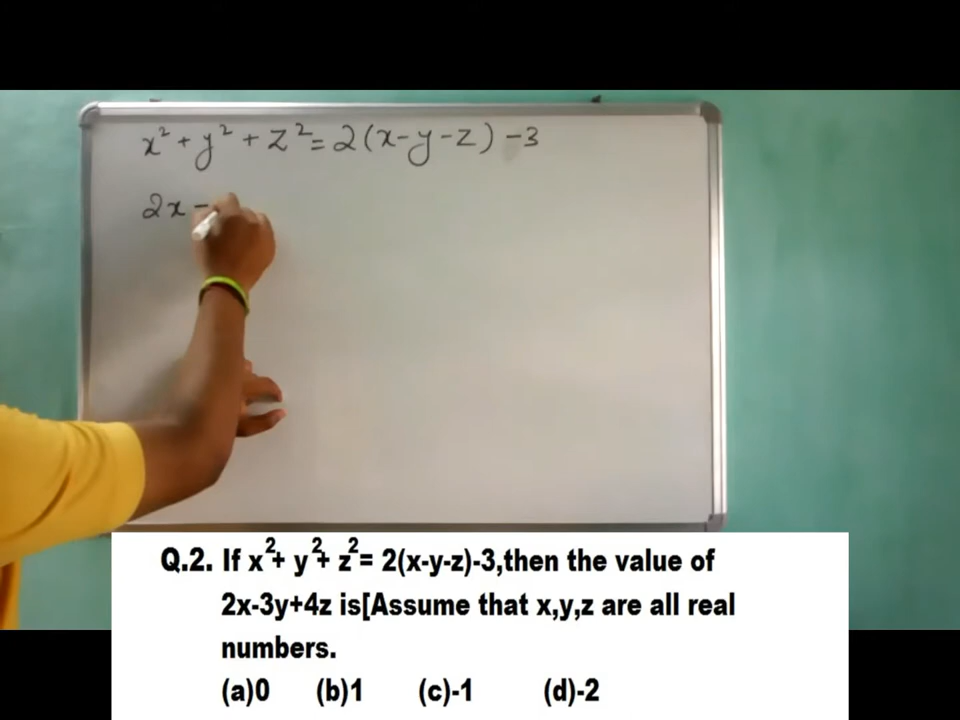 x² + y² + z² = 2(x-y-z) -3
2x -
Q.2. If x²+ y²+ z²= 2(x-y-z)-3,then the value of
2x-3y+4z is[Assume that x,y,z are all real
numbers.
(a)0 (b)1 (c)-1 (d)-2